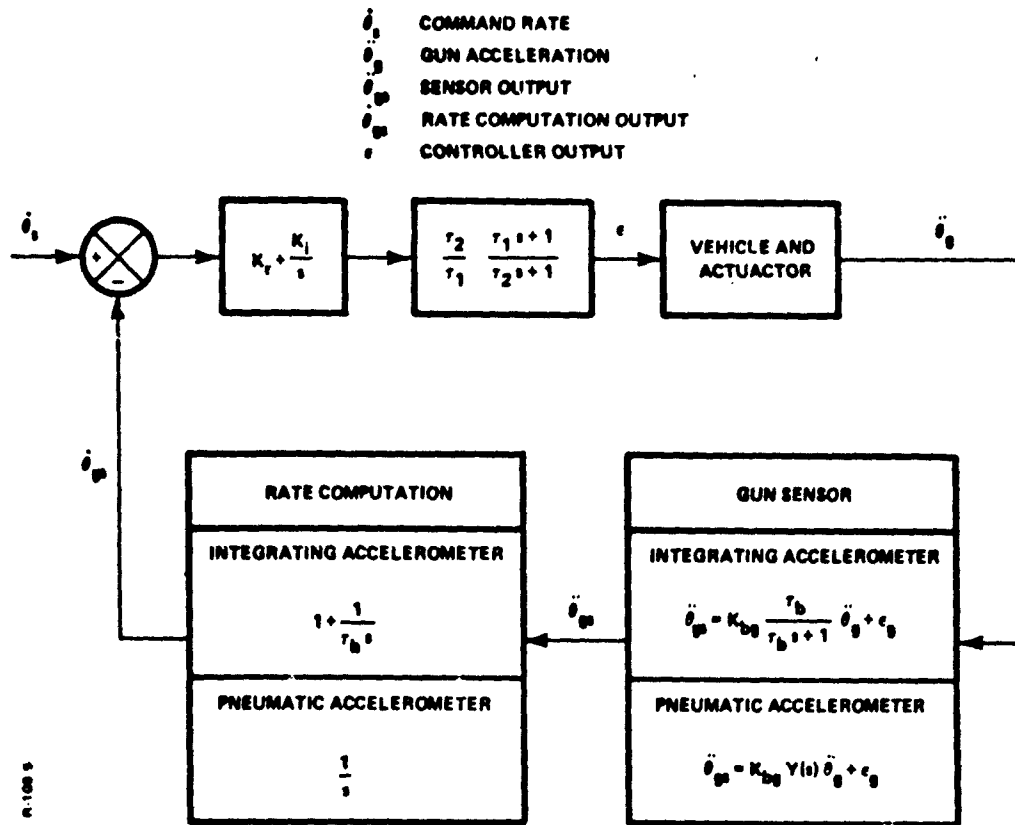 θ̇s COMMAND RATE
θ̈g GUN ACCELERATION
θ̈gs SENSOR OUTPUT
θ̇gs RATE COMPUTATION OUTPUT
ϵ CONTROLLER OUTPUT
θ̇s
+
−
Kr + Ki/s
τ2/τ1 (τ1 s + 1)/(τ2 s + 1)
ϵ
VEHICLE AND
ACTUACTOR
θ̈g
θ̇gs
RATE COMPUTATION
INTEGRATING ACCELEROMETER
1 + 1/(τb s)
PNEUMATIC ACCELEROMETER
1/s
θ̈gs
GUN SENSOR
INTEGRATING ACCELEROMETER
θ̈gs = Kbg τb/(τb s + 1) θ̈g + ϵg
PNEUMATIC ACCELEROMETER
θ̈gs = Kbg Y(s) θ̈g + ϵg